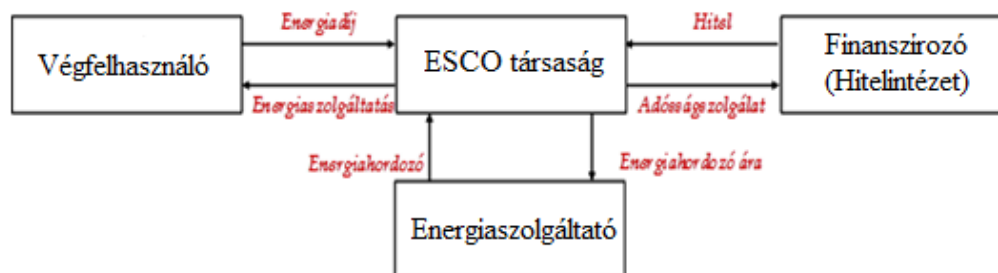 Energiadíj
Hitel
Végfelhasználó
ESCO társaság
Finanszírozó
(Hitelintézet)
Energiaszolgáltatás
Adósságszolgálat
Energiahordozó
Energiahordozó ára
Energiaszolgáltató